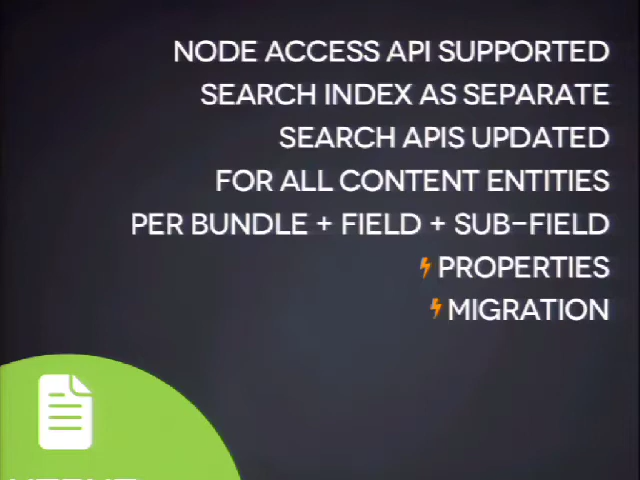 NODE ACCESS API SUPPORTED
SEARCH INDEX AS SEPARATE
SEARCH APIS UPDATED
FOR ALL CONTENT ENTITIES
PER BUNDLE + FIELD + SUB-FIELD
PROPERTIES
MIGRATION